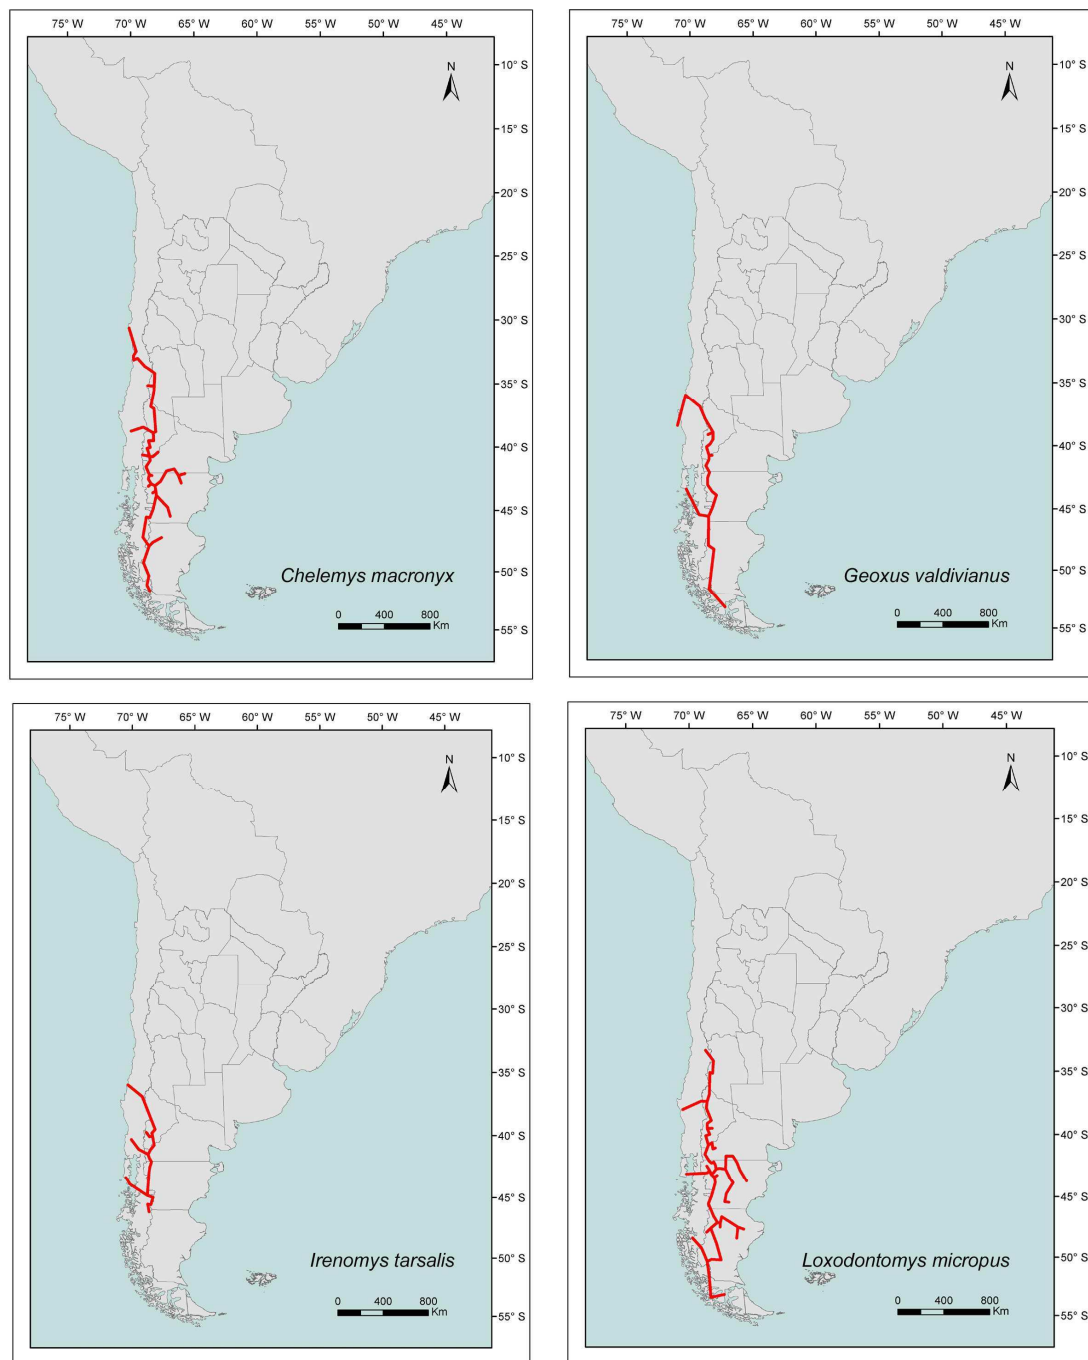 75° W 70° W 65° W 60° W 55° W 50° W 45° W
N
10° S
15° S
20° S
25° S
30° S
35° S
40° S
45° S
50° S
55° S
Chelemys macronyx
0 400 800
Km
75° W 70° W 65° W 60° W 55° W 50° W 45° W
N
10° S
15° S
20° S
25° S
30° S
35° S
40° S
45° S
50° S
55° S
Geoxus valdivianus
0 400 800
Km
75° W 70° W 65° W 60° W 55° W 50° W 45° W
N
10° S
15° S
20° S
25° S
30° S
35° S
40° S
45° S
50° S
55° S
Irenomys tarsalis
0 400 800
Km
75° W 70° W 65° W 60° W 55° W 50° W 45° W
N
10° S
15° S
20° S
25° S
30° S
35° S
40° S
45° S
50° S
55° S
Loxodontomys micropus
0 400 800
Km